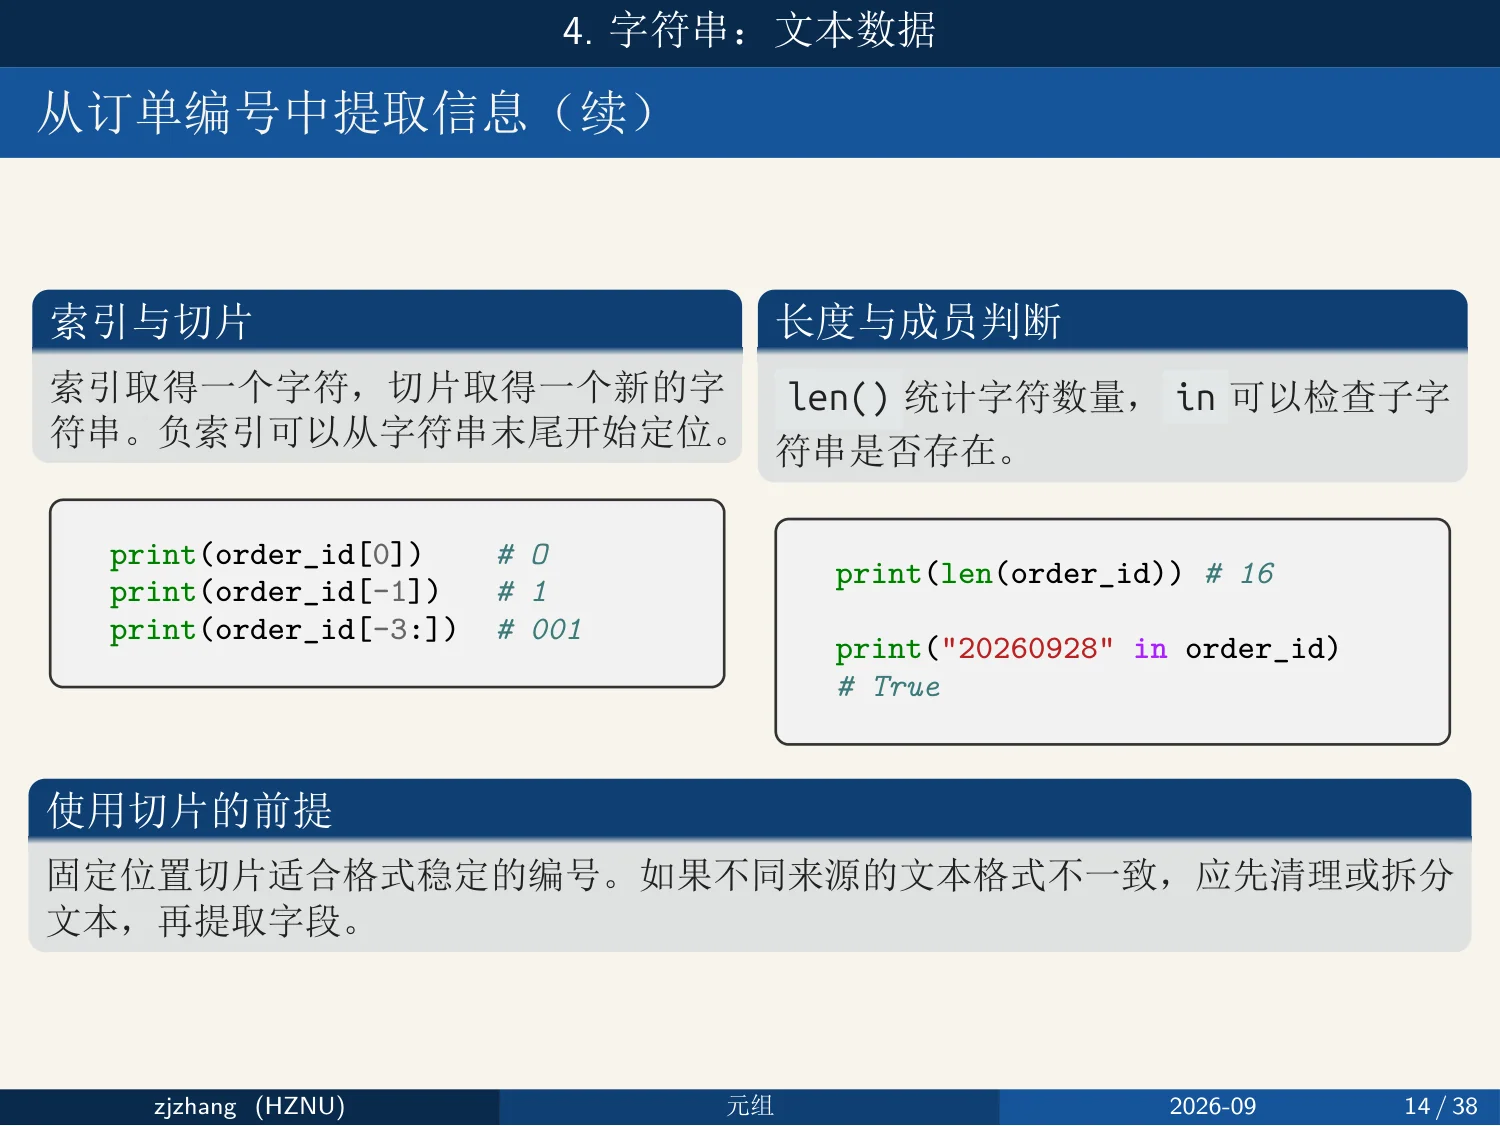 4. 字符串：文本数据
从订单编号中提取信息（续）
索引与切片
索引取得一个字符，切片取得一个新的字
符串。负索引可以从字符串末尾开始定位。
print(order_id[0]) # O
print(order_id[-1]) # 1
print(order_id[-3:]) # 001
长度与成员判断
len() 统计字符数量， in 可以检查子字
符串是否存在。
print(len(order_id)) # 16
print("20260928" in order_id)
# True
使用切片的前提
固定位置切片适合格式稳定的编号。如果不同来源的文本格式不一致，应先清理或拆分
文本，再提取字段。
zjzhang (HZNU)
元组
2026-09
14 / 38